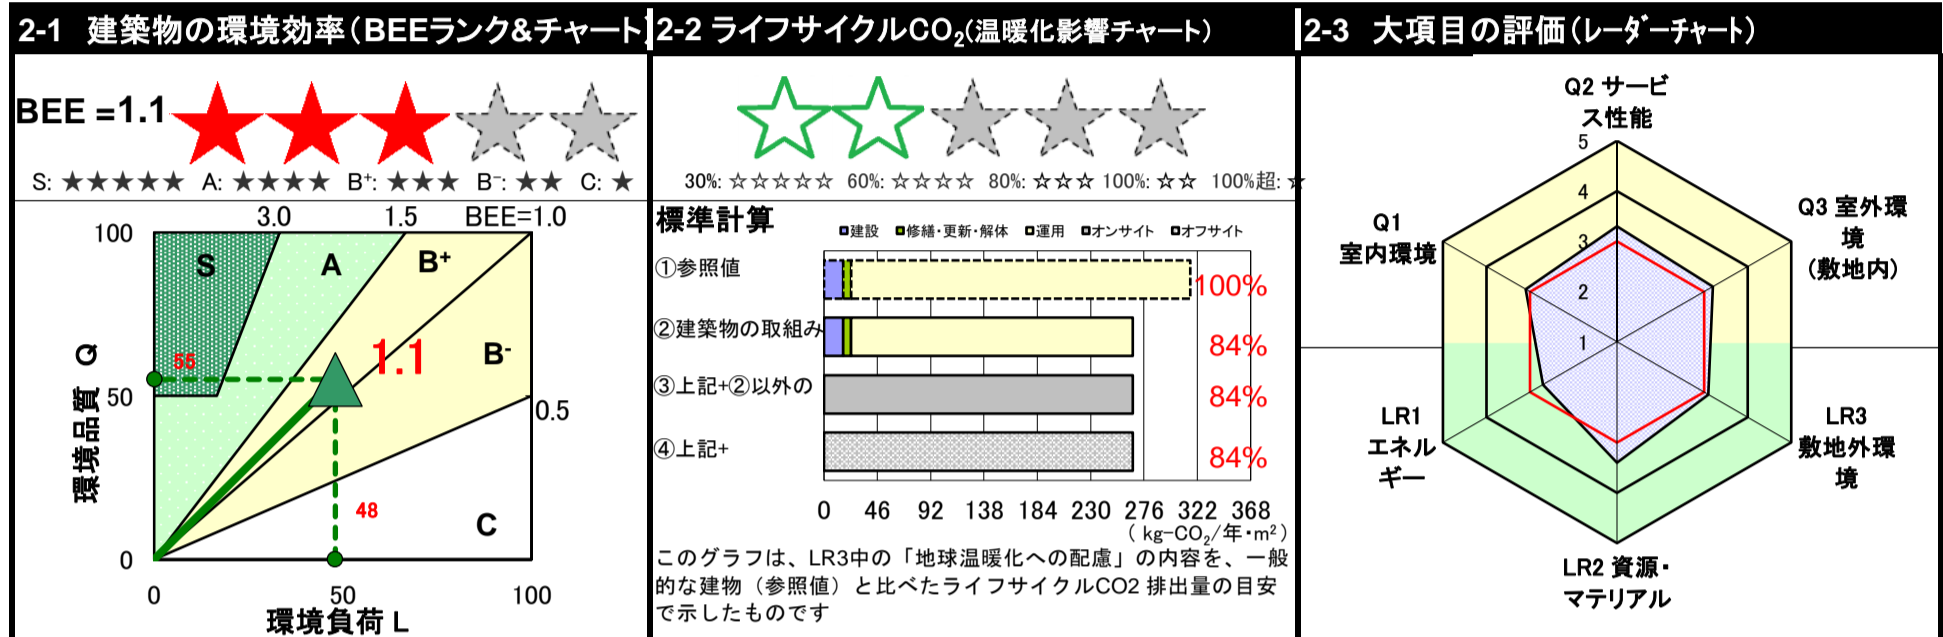 2-1 建築物の環境効率(BEEランク&チャート)
BEE =1.1
S: ★★★★★ A: ★★★★ B+: ★★★ B-: ★★ C: ★
3.0 1.5 BEE=1.0
100
S A B+
環境品質 Q
55
1.1
B-
50
0.5
48
C
0
0 50 100
環境負荷 L
2-2 ライフサイクルCO2(温暖化影響チャート)
30%: ☆☆☆☆☆ 60%: ☆☆☆☆ 80%: ☆☆☆ 100%: ☆☆ 100%超: ☆
標準計算
■建設 ■修繕・更新・解体 □運用 ■オンサイト ■オフサイト
①参照値 100%
②建築物の取組み 84%
③上記+②以外の 84%
④上記+ 84%
0 46 92 138 184 230 276 322 368
( kg-CO2/年・m2 )
このグラフは、LR3中の「地球温暖化への配慮」の内容を、一般
的な建物(参照値)と比べたライフサイクルCO2 排出量の目安
で示したものです
2-3 大項目の評価(レーダーチャート)
Q2 サービ
ス性能
5
4
3
2
1
Q1
室内環境
Q3 室外環
境
(敷地内)
LR1
エネル
ギー
LR3
敷地外環
境
LR2 資源・
マテリアル